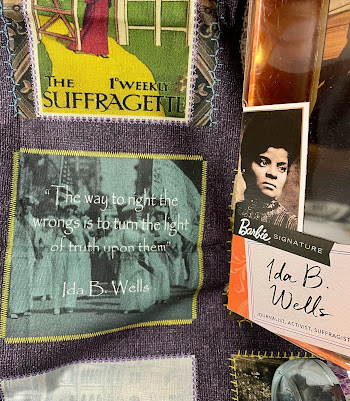 THE 1D WEEKLY
SUFFRAGETTE
“The way to right the
wrongs is to turn the light
of truth upon them”
Ida B. Wells
Barbie SIGNATURE
Ida B.
Wells
JOURNALIST, ACTIVIST, SUFFRAGIST